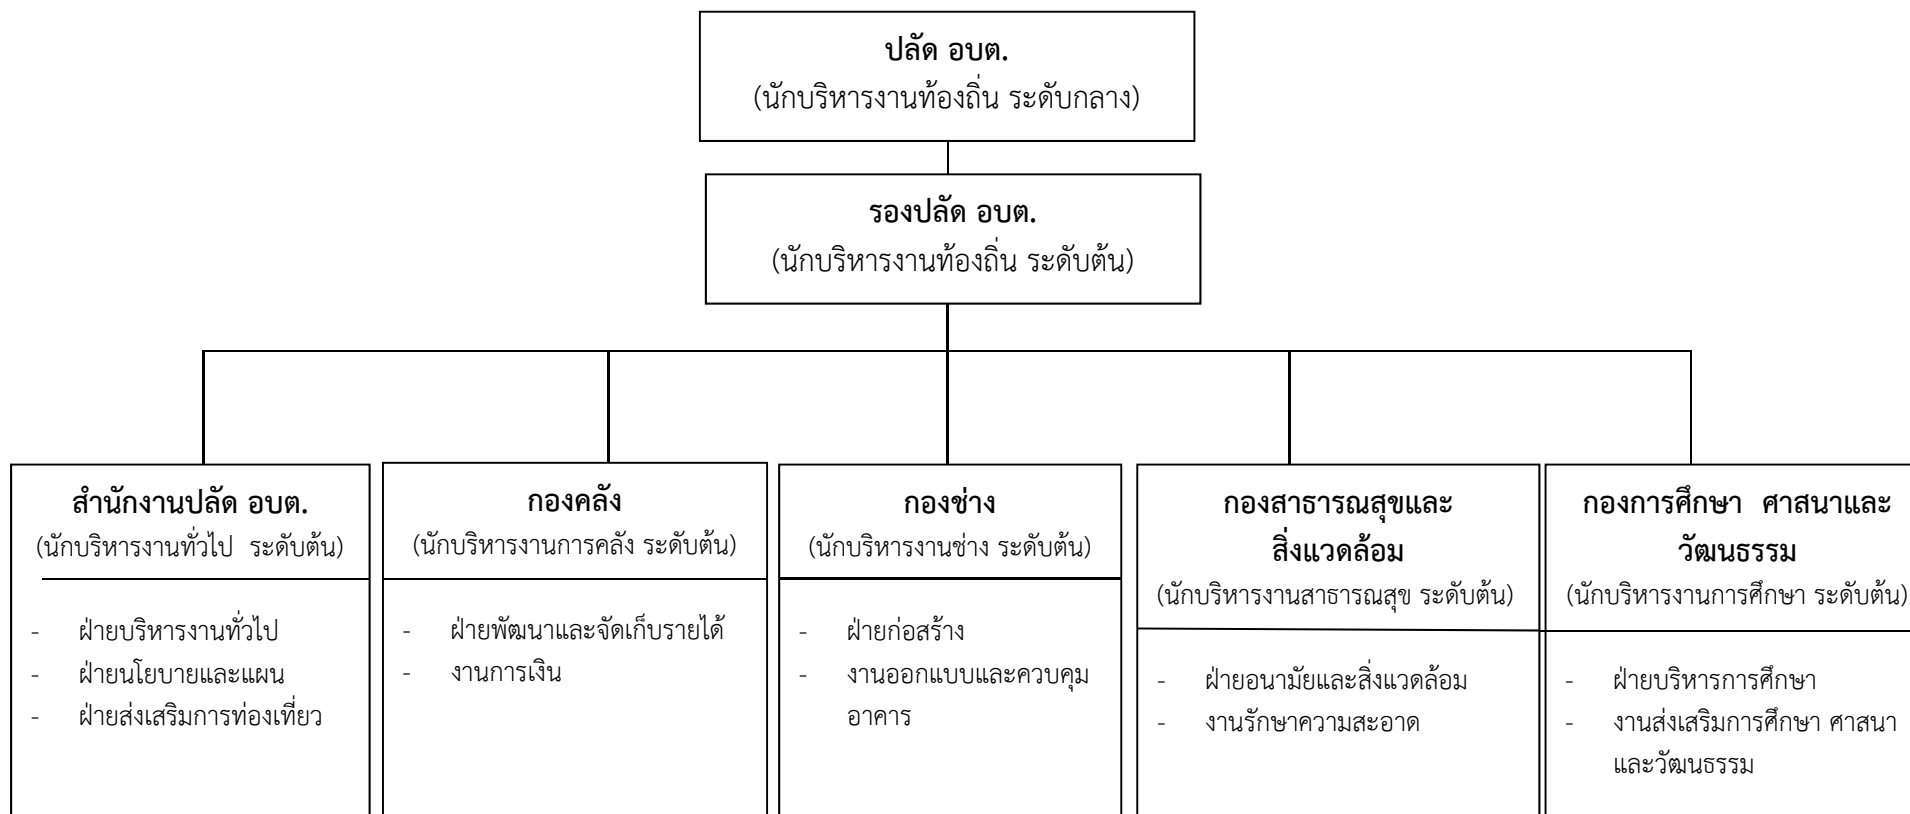 ปลัด อบต.
(นักบริหารงานท้องถิ่น ระดับกลาง)
รองปลัด อบต.
(นักบริหารงานท้องถิ่น ระดับต้น)
สำนักงานปลัด อบต.
(นักบริหารงานทั่วไป ระดับต้น)
- ฝ่ายบริหารงานทั่วไป
- ฝ่ายนโยบายและแผน
- ฝ่ายส่งเสริมการท่องเที่ยว
กองคลัง
(นักบริหารงานการคลัง ระดับต้น)
- ฝ่ายพัฒนาและจัดเก็บรายได้
- งานการเงิน
กองช่าง
(นักบริหารงานช่าง ระดับต้น)
- ฝ่ายก่อสร้าง
- งานออกแบบและควบคุม
อาคาร
กองสาธารณสุขและ
สิ่งแวดล้อม
(นักบริหารงานสาธารณสุข ระดับต้น)
- ฝ่ายอนามัยและสิ่งแวดล้อม
- งานรักษาความสะอาด
กองการศึกษา ศาสนาและ
วัฒนธรรม
(นักบริหารงานการศึกษา ระดับต้น)
- ฝ่ายบริหารการศึกษา
- งานส่งเสริมการศึกษา ศาสนา
และวัฒนธรรม